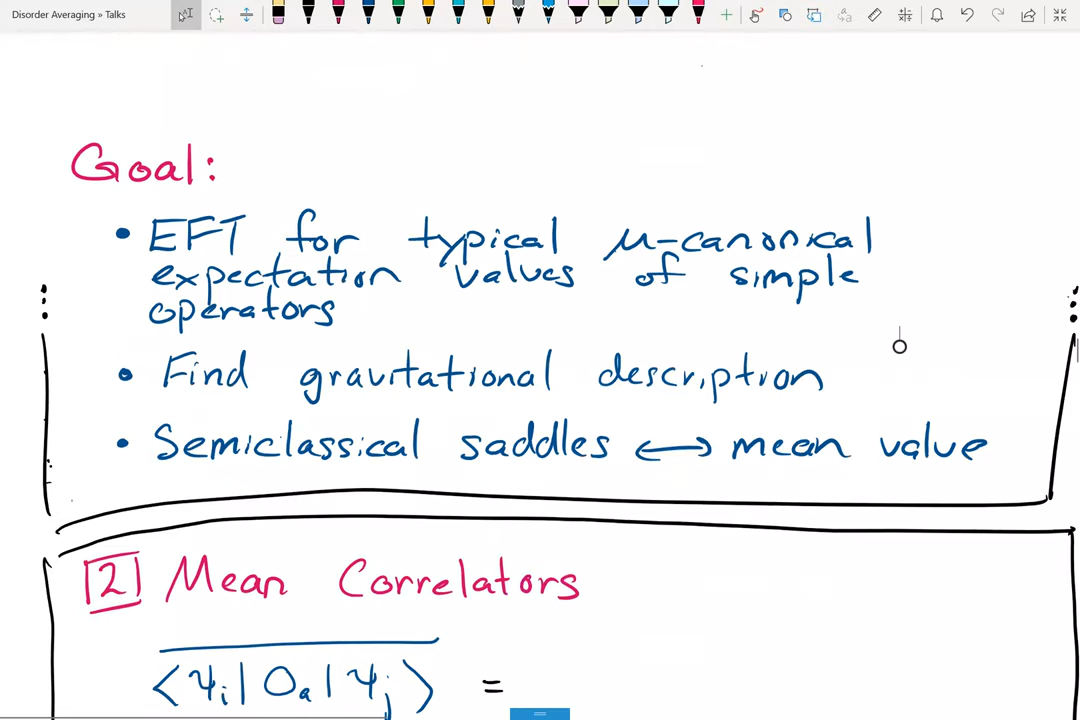 Disorder Averaging » Talks
Goal:
• EFT for typical μ-canonical
expectation values of simple
operators
• Find gravitational description
• Semiclassical saddles ⟷ mean value
[2] Mean Correlators
⟨ψᵢ| Oₐ |ψⱼ⟩ =